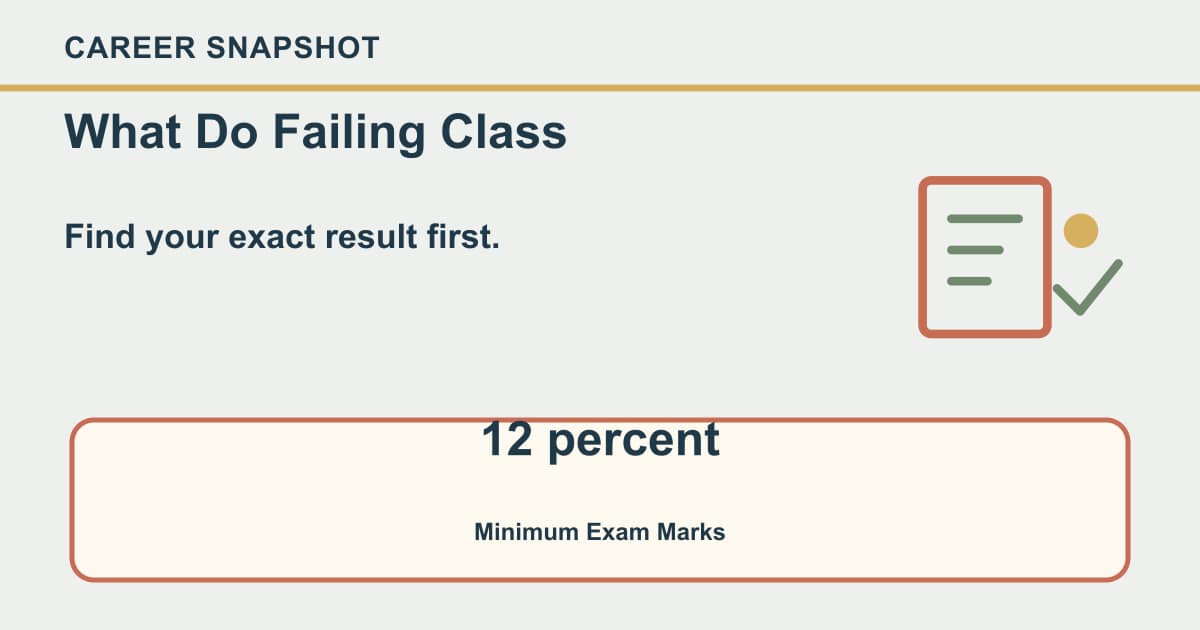 CAREER SNAPSHOT
What Do Failing Class
Find your exact result first.
12 percent
Minimum Exam Marks